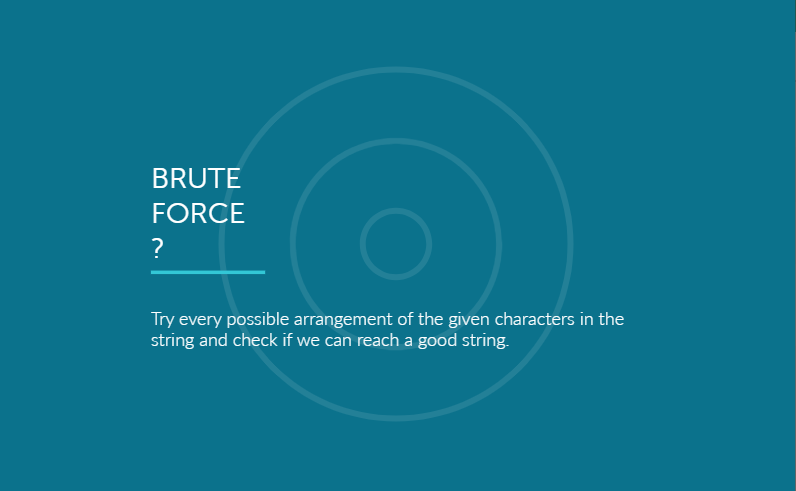 BRUTE
FORCE
?
Try every possible arrangement of the given characters in the
string and check if we can reach a good string.